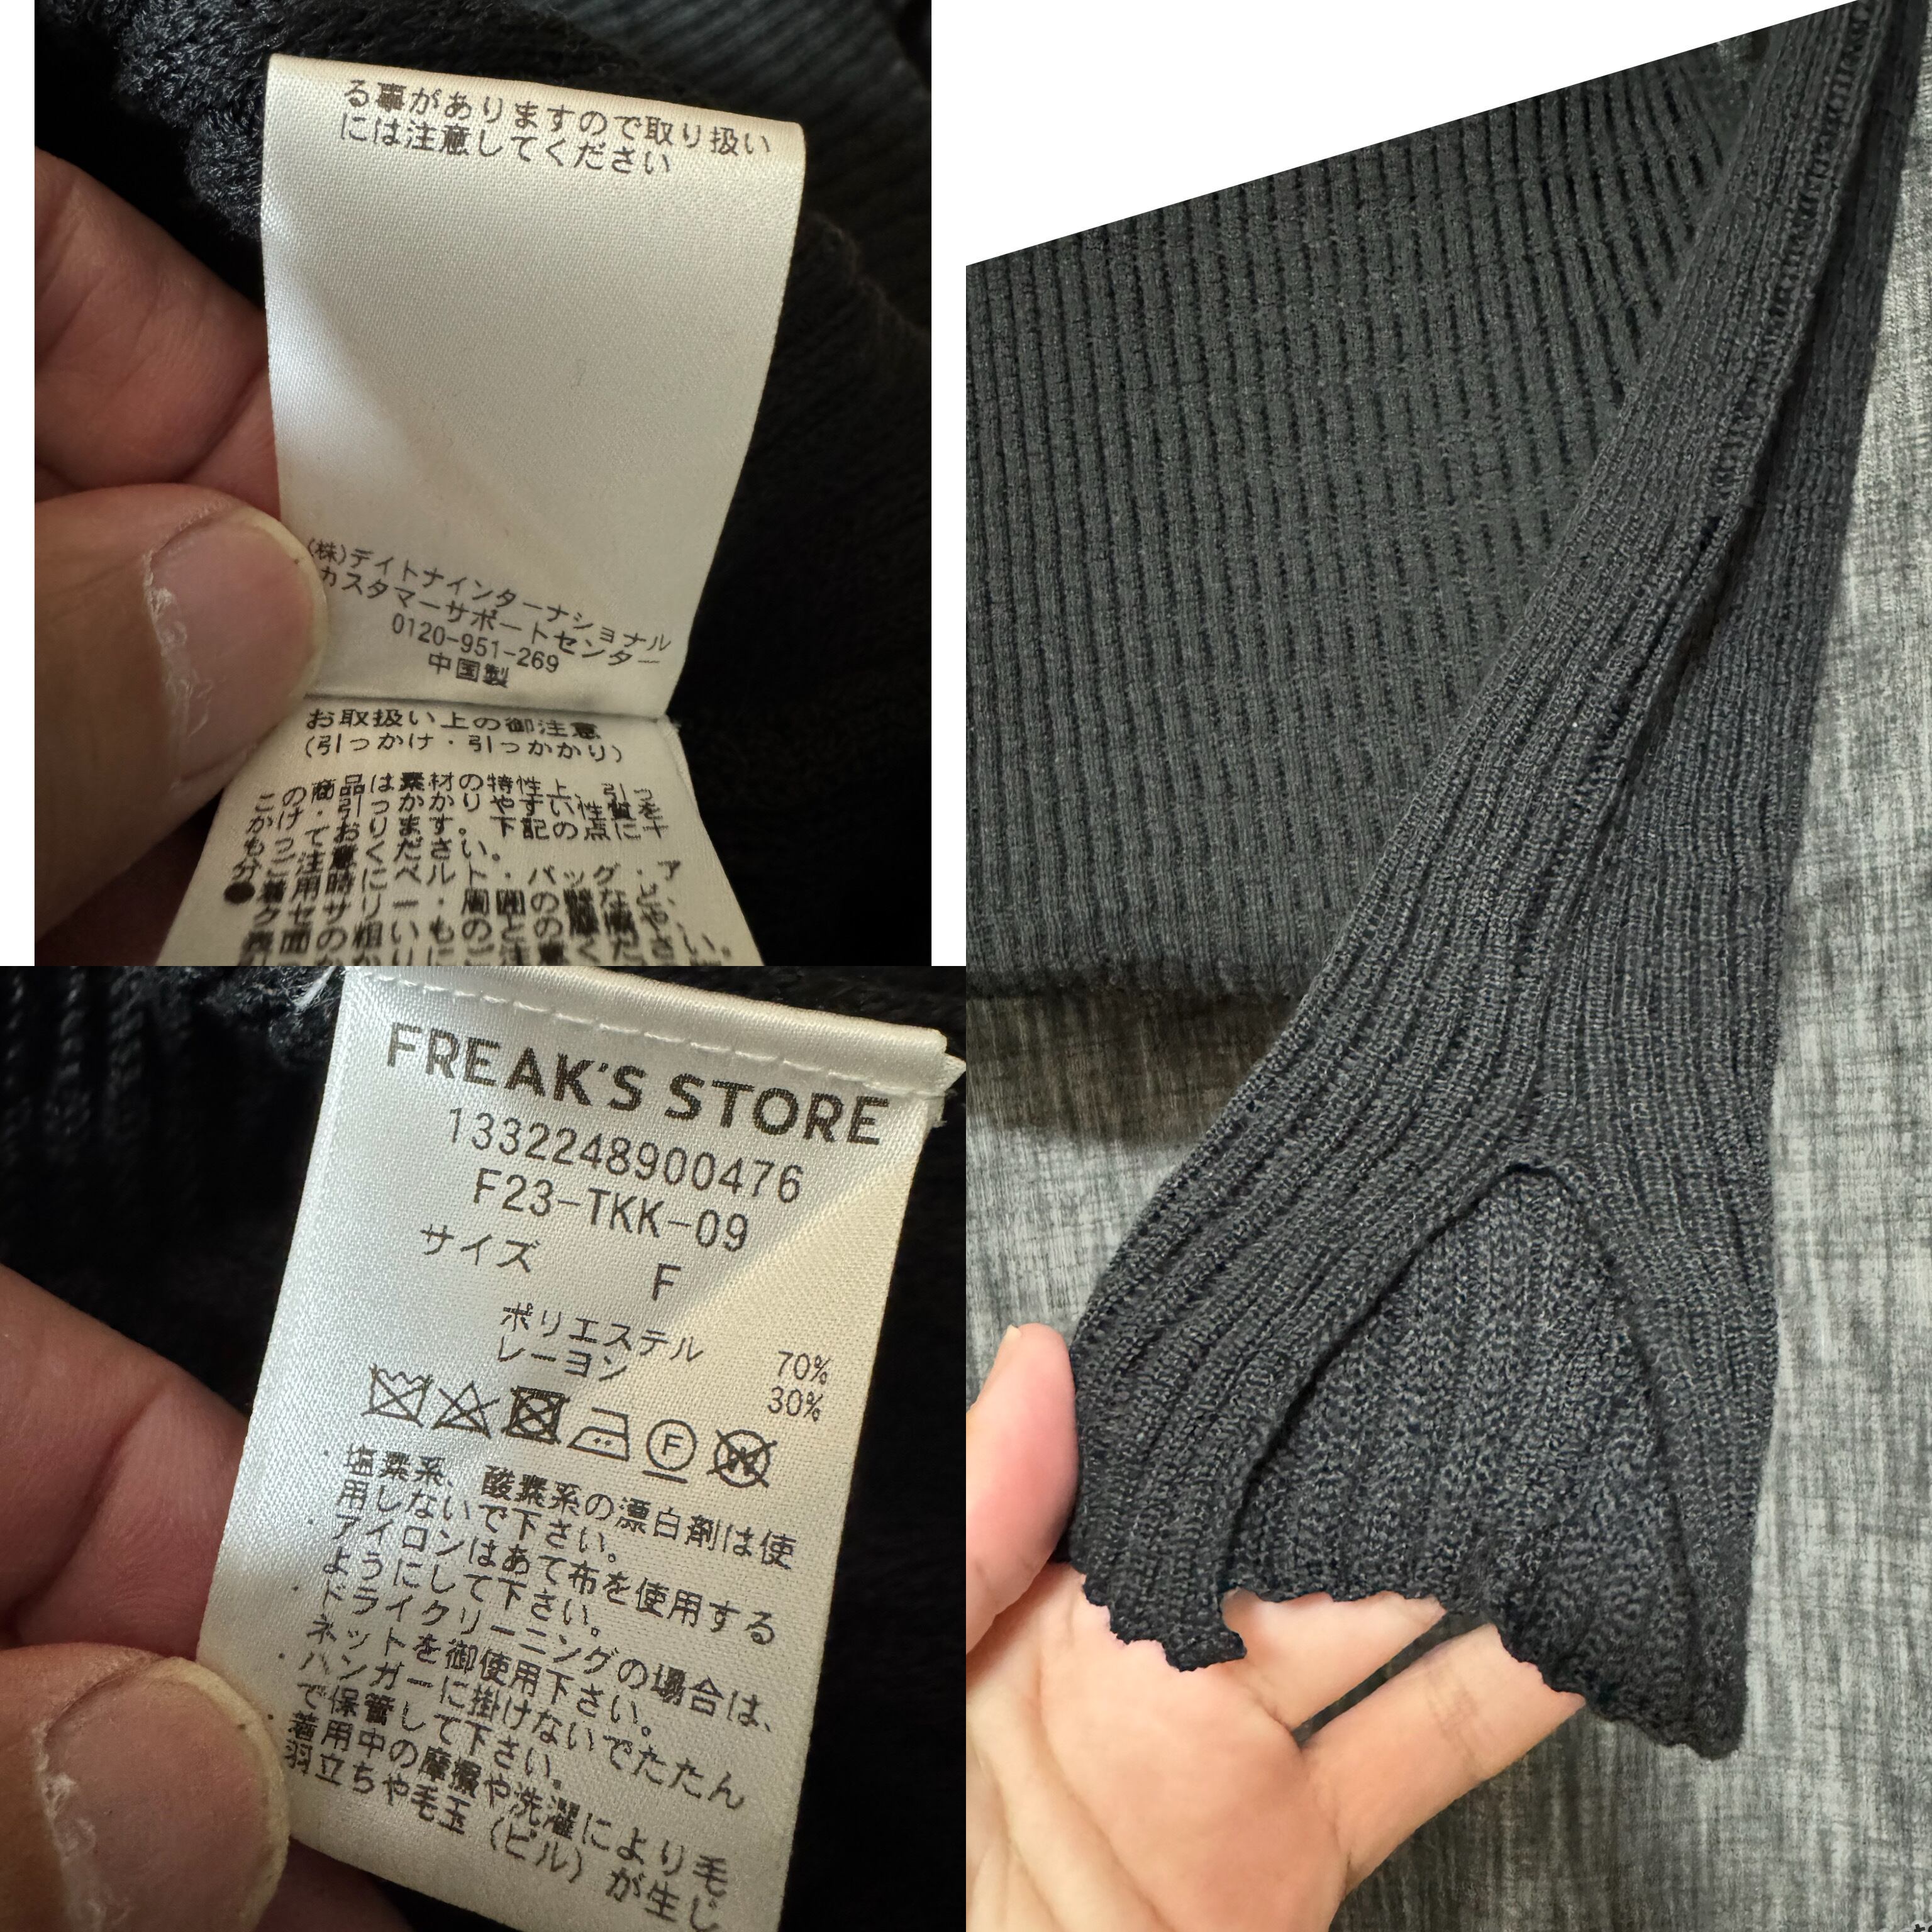 る事がありますので取り扱い
には注意してください
(株)デイトナインターナショナル
カスタマーサポートセンター
0120-951-269
中国製
お取扱い上の御注意
(引っかけ・引っかかり)
この商品は素材の特性上、引っ
かけ・引っかかりやすい性質を
もっております。下記の点に十
分ご注意ください。
●着用時にベルト・バッグ・ア
FREAK'S STORE
1332248900476
F23-TKK-09
サイズ F
ポリエステル 70%
レーヨン 30%
F
W
・塩素系、酸素系の漂白剤は使
用しないで下さい。
・アイロンはあて布を使用する
ようにして下さい。
・ドライクリーニングの場合は、
ネットを御使用下さい。
・ハンガーに掛けないでたたん
で保管して下さい。
・着用中の摩擦や洗濯により毛
羽立ちや毛玉(ピル)が生じ